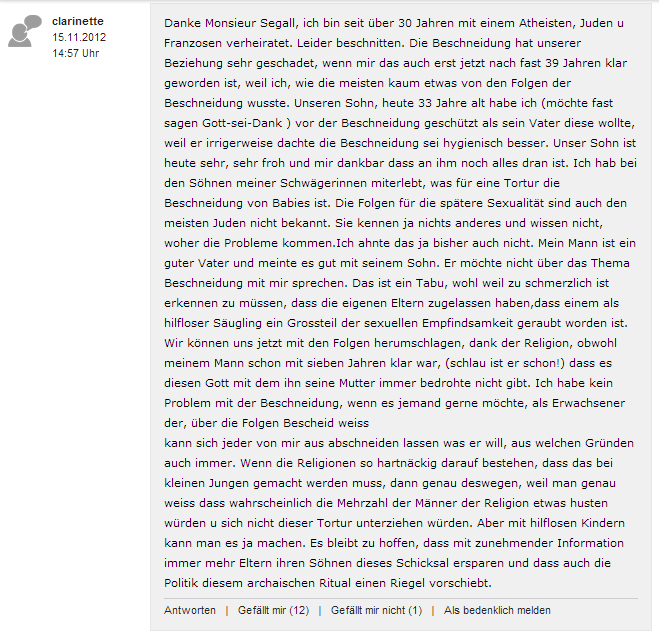 clarinette
15.11.2012
14:57 Uhr
Danke Monsieur Segall, ich bin seit über 30 Jahren mit einem Atheisten, Juden u
Franzosen verheiratet. Leider beschnitten. Die Beschneidung hat unserer
Beziehung sehr geschadet, wenn mir das auch erst jetzt nach fast 39 Jahren klar
geworden ist, weil ich, wie die meisten kaum etwas von den Folgen der
Beschneidung wusste. Unseren Sohn, heute 33 Jahre alt habe ich (möchte fast
sagen Gott-sei-Dank ) vor der Beschneidung geschützt als sein Vater diese wollte,
weil er irrigerweise dachte die Beschneidung sei hygienisch besser. Unser Sohn ist
heute sehr, sehr froh und mir dankbar dass an ihm noch alles dran ist. Ich hab bei
den Söhnen meiner Schwägerinnen miterlebt, was für eine Tortur die
Beschneidung von Babies ist. Die Folgen für die spätere Sexualität sind auch den
meisten Juden nicht bekannt. Sie kennen ja nichts anderes und wissen nicht,
woher die Probleme kommen.Ich ahnte das ja bisher auch nicht. Mein Mann ist ein
guter Vater und meinte es gut mit seinem Sohn. Er möchte nicht über das Thema
Beschneidung mit mir sprechen. Das ist ein Tabu, wohl weil zu schmerzlich ist
erkennen zu müssen, dass die eigenen Eltern zugelassen haben,dass einem als
hilfloser Säugling ein Grossteil der sexuellen Empfindsamkeit geraubt worden ist.
Wir können uns jetzt mit den Folgen herumschlagen, dank der Religion, obwohl
meinem Mann schon mit sieben Jahren klar war, (schlau ist er schon!) dass es
diesen Gott mit dem ihn seine Mutter immer bedrohte nicht gibt. Ich habe kein
Problem mit der Beschneidung, wenn es jemand gerne möchte, als Erwachsener
der, über die Folgen Bescheid weiss
kann sich jeder von mir aus abschneiden lassen was er will, aus welchen Gründen
auch immer. Wenn die Religionen so hartnäckig darauf bestehen, dass das bei
kleinen Jungen gemacht werden muss, dann genau deswegen, weil man genau
weiss dass wahrscheinlich die Mehrzahl der Männer der Religion etwas husten
würden u sich nicht dieser Tortur unterziehen würden. Aber mit hilflosen Kindern
kann man es ja machen. Es bleibt zu hoffen, dass mit zunehmender Information
immer mehr Eltern ihren Söhnen dieses Schicksal ersparen und dass auch die
Politik diesem archaischen Ritual einen Riegel vorschiebt.
Antworten | Gefällt mir (12) | Gefällt mir nicht (1) | Als bedenklich melden